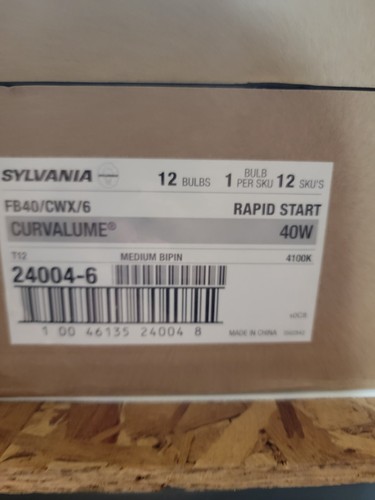 SYLVANIA 12 BULBS 1 BULB PER SKU 12 SKU'S
FB40/CWX/6 RAPID START
CURVALUME® 40W
T12 MEDIUM BIPIN 4100K
24004-6
1 00 46135 24004 8
MADE IN CHINA